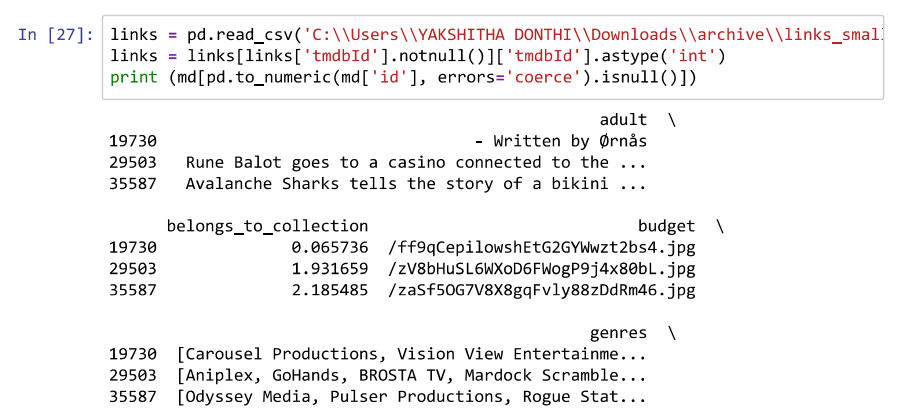 In [27]: links = pd.read_csv('C:\\Users\\YAKSHITHA DONTHI\\Downloads\\archive\\links_smal
links = links[links['tmdbId'].notnull()]['tmdbId'].astype('int')
print (md[pd.to_numeric(md['id'], errors='coerce').isnull()])
adult \
19730 - Written by Ørnås
29503 Rune Balot goes to a casino connected to the ...
35587 Avalanche Sharks tells the story of a bikini ...
belongs_to_collection budget \
19730 0.065736 /ff9qCepilowshEtG2GYWwzt2bs4.jpg
29503 1.931659 /zV8bHuSL6WXoD6FWogP9j4x80bL.jpg
35587 2.185485 /zaSf5OG7V8X8gqFvly88zDdRm46.jpg
genres \
19730 [Carousel Productions, Vision View Entertainme...
29503 [Aniplex, GoHands, BROSTA TV, Mardock Scramble...
35587 [Odyssey Media, Pulser Productions, Rogue Stat...